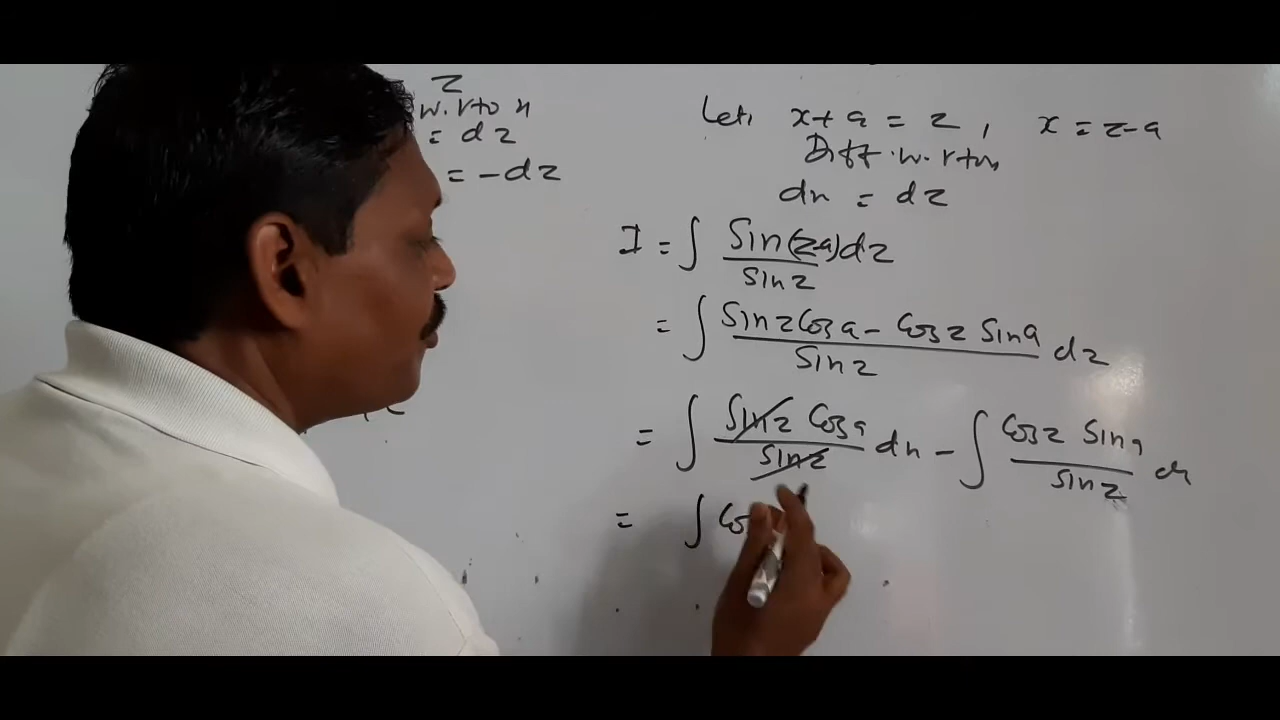 z
w.r to x
= dz
= -dz
Let, x+a = z, x = z-a
Diff.w.r to x
dx = dz
I = ∫ Sin(z-a)dz / Sin z
= ∫ Sin z Cos a - Cos z Sin a / Sin z dz
= ∫ Sin z Cos a / Sin z dx - ∫ Cos z Sin a / Sin z dx
= ∫ Cos